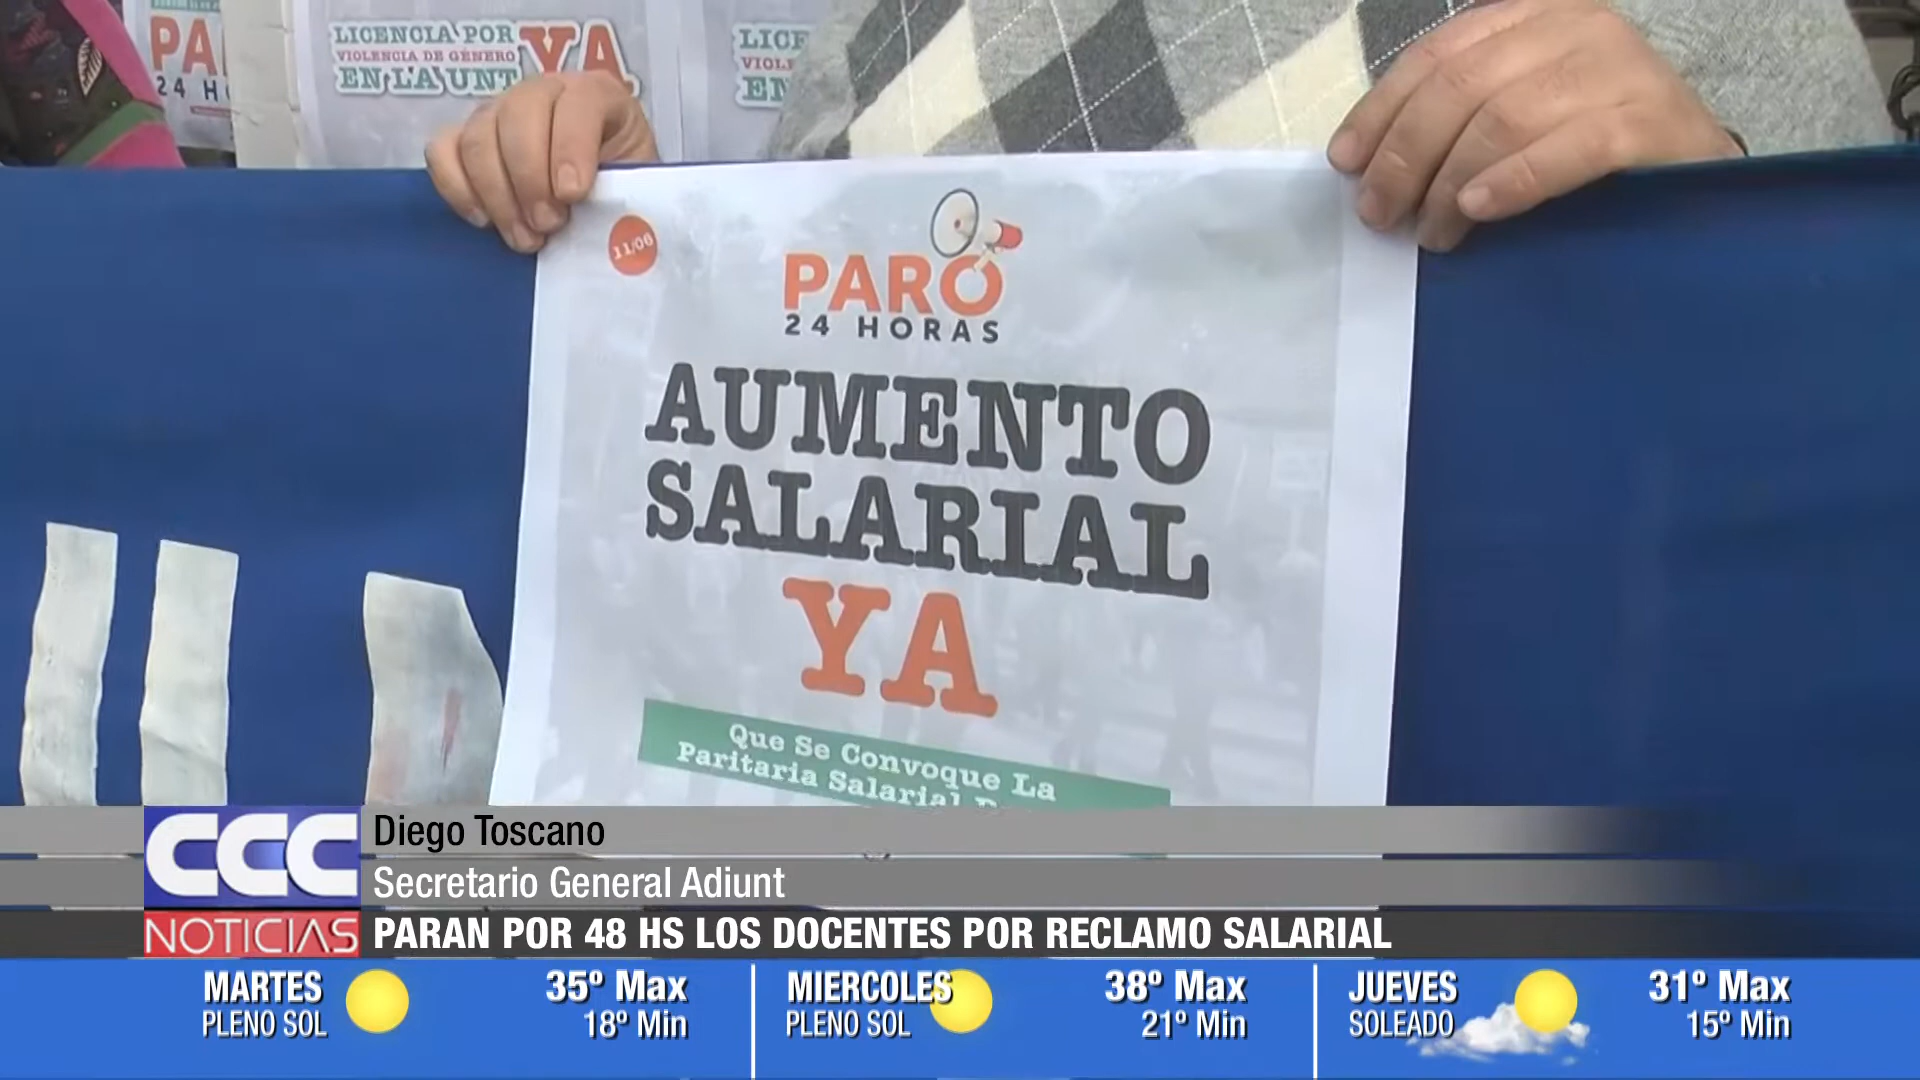 PA
24 H
LICENCIA POR
VIOLENCIA DE GÉNERO
EN LA UNT
YA
LICE
VIOLE
EN
11/06
PARO
24 HORAS
AUMENTO
SALARIAL
YA
Que Se Convoque La
Paritaria Salarial
CCC
NOTICIAS
Diego Toscano
Secretario General Adiunt
PARAN POR 48 HS LOS DOCENTES POR RECLAMO SALARIAL
MARTES
PLENO SOL
35º Max
18º Min
MIERCOLES
PLENO SOL
38º Max
21º Min
JUEVES
SOLEADO
31º Max
15º Min